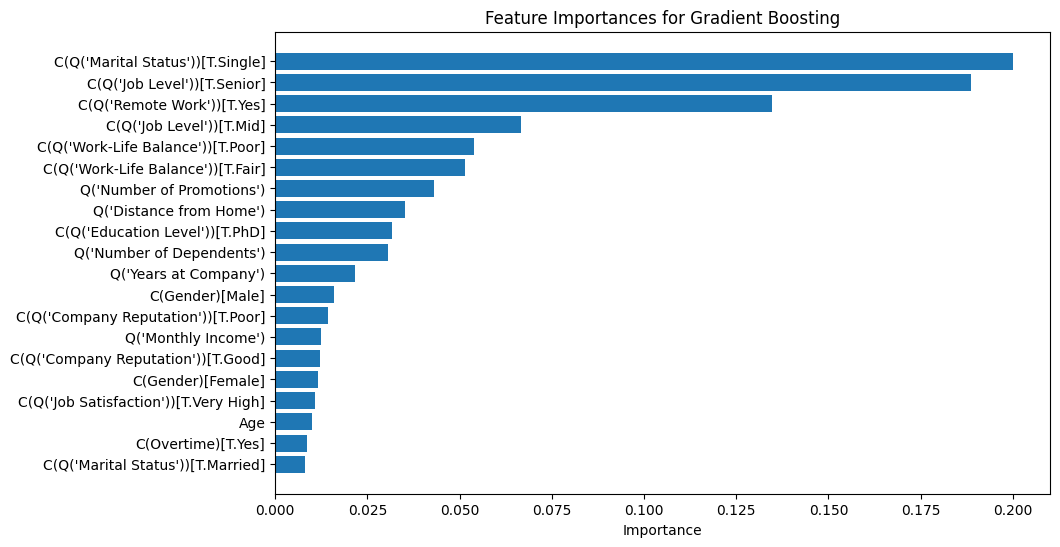 Feature Importances for Gradient Boosting
C(Q('Marital Status'))[T.Single]
C(Q('Job Level'))[T.Senior]
C(Q('Remote Work'))[T.Yes]
C(Q('Job Level'))[T.Mid]
C(Q('Work-Life Balance'))[T.Poor]
C(Q('Work-Life Balance'))[T.Fair]
Q('Number of Promotions')
Q('Distance from Home')
C(Q('Education Level'))[T.PhD]
Q('Number of Dependents')
Q('Years at Company')
C(Gender)[Male]
C(Q('Company Reputation'))[T.Poor]
Q('Monthly Income')
C(Q('Company Reputation'))[T.Good]
C(Gender)[Female]
C(Q('Job Satisfaction'))[T.Very High]
Age
C(Overtime)[T.Yes]
C(Q('Marital Status'))[T.Married]
0.000 0.025 0.050 0.075 0.100 0.125 0.150 0.175 0.200
Importance